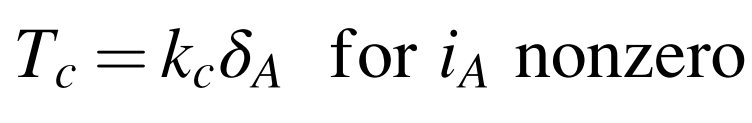 T_c = k_c δ_A for i_A nonzero